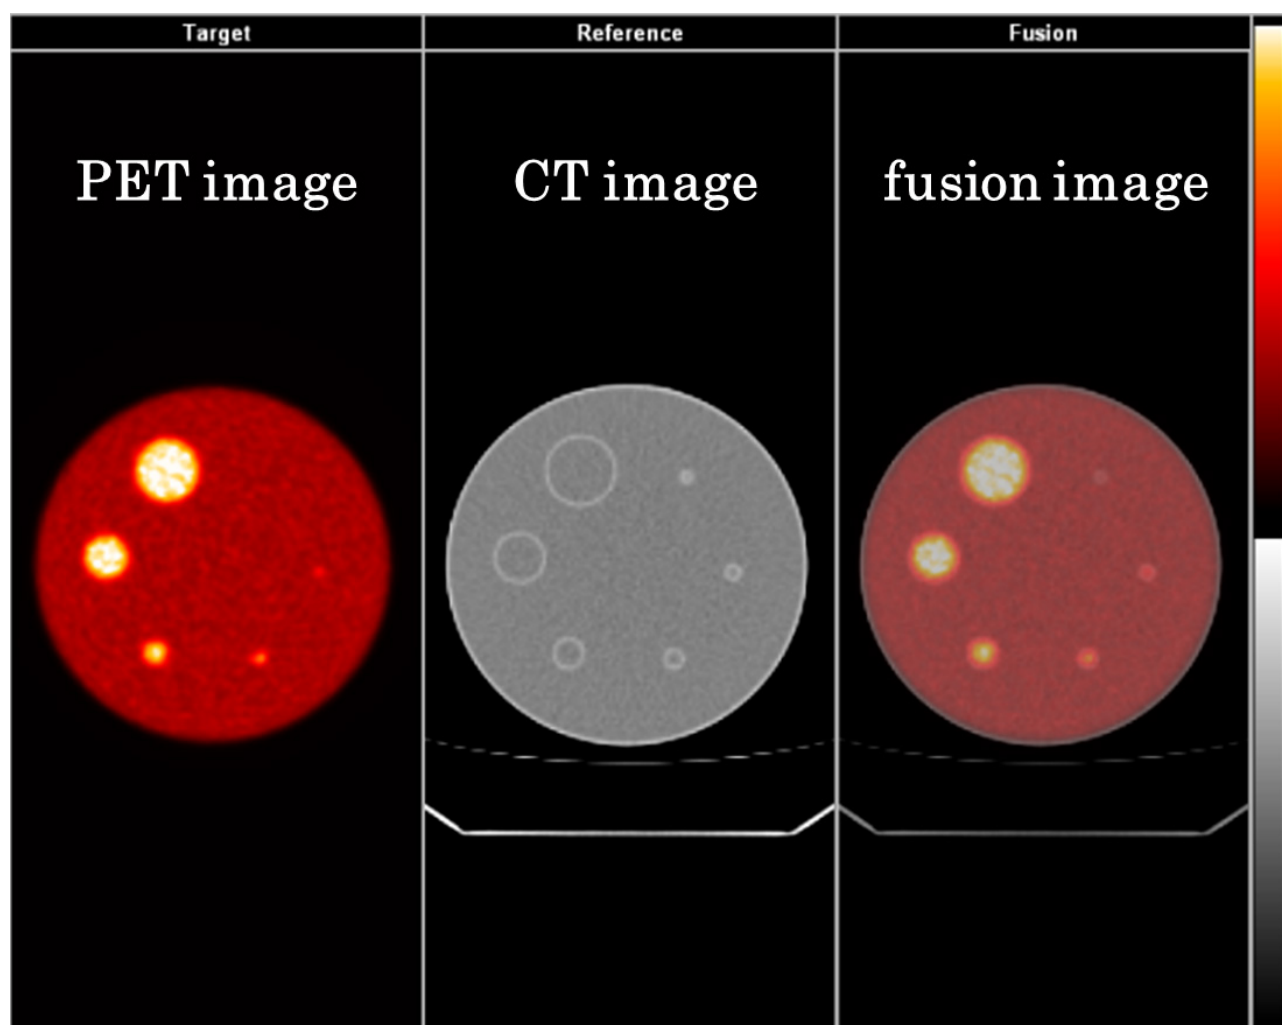 Target
Reference
Fusion
PET image
CT image
fusion image